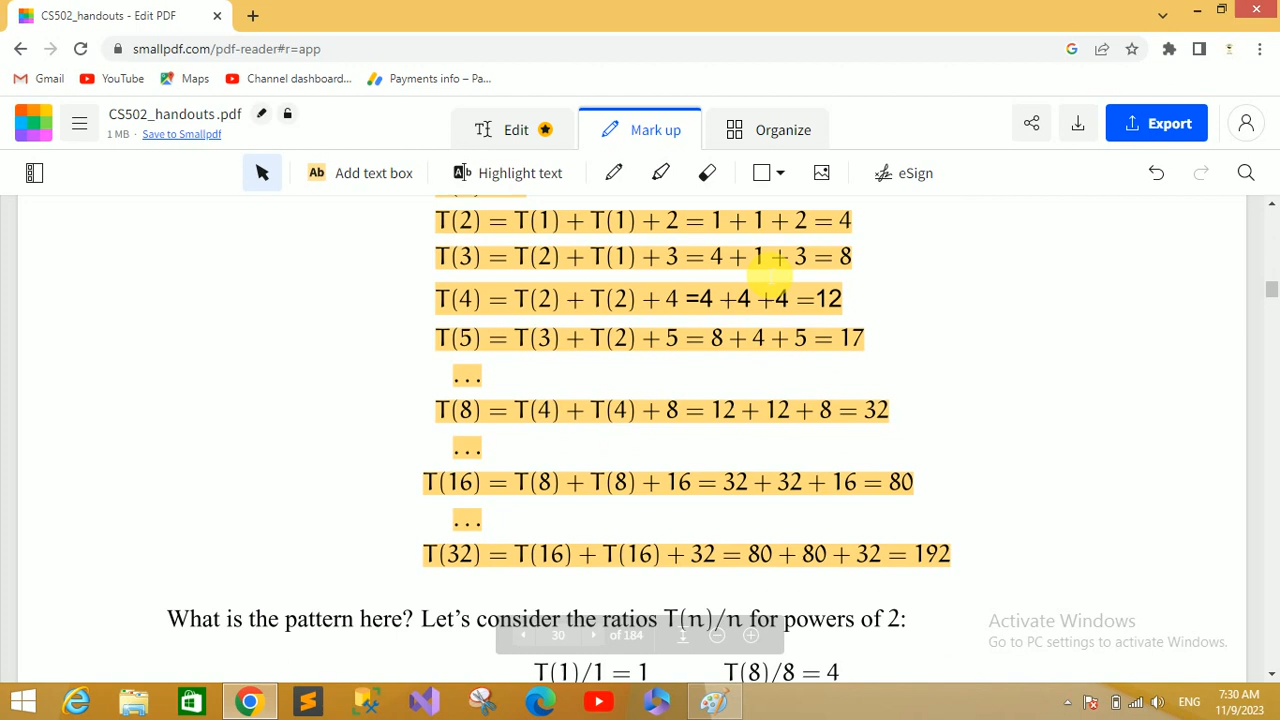 CS502_handouts - Edit PDF
smallpdf.com/pdf-reader#r=app
Gmail YouTube Maps Channel dashboard... Payments info – Pa...
CS502_handouts .pdf
1 MB · Save to Smallpdf
Edit Mark up Organize Export
Ab Add text box Highlight text eSign
T(2) = T(1) + T(1) + 2 = 1 + 1 + 2 = 4
T(3) = T(2) + T(1) + 3 = 4 + 1 + 3 = 8
T(4) = T(2) + T(2) + 4 =4 +4 +4 =12
T(5) = T(3) + T(2) + 5 = 8 + 4 + 5 = 17
...
T(8) = T(4) + T(4) + 8 = 12 + 12 + 8 = 32
...
T(16) = T(8) + T(8) + 16 = 32 + 32 + 16 = 80
...
T(32) = T(16) + T(16) + 32 = 80 + 80 + 32 = 192
What is the pattern here? Let's consider the ratios T(n)/n for powers of 2:
30 of 184
T(1)/1 = 1 T(8)/8 = 4
Activate Windows
Go to PC settings to activate Windows.
ENG
7:30 AM
11/9/2023